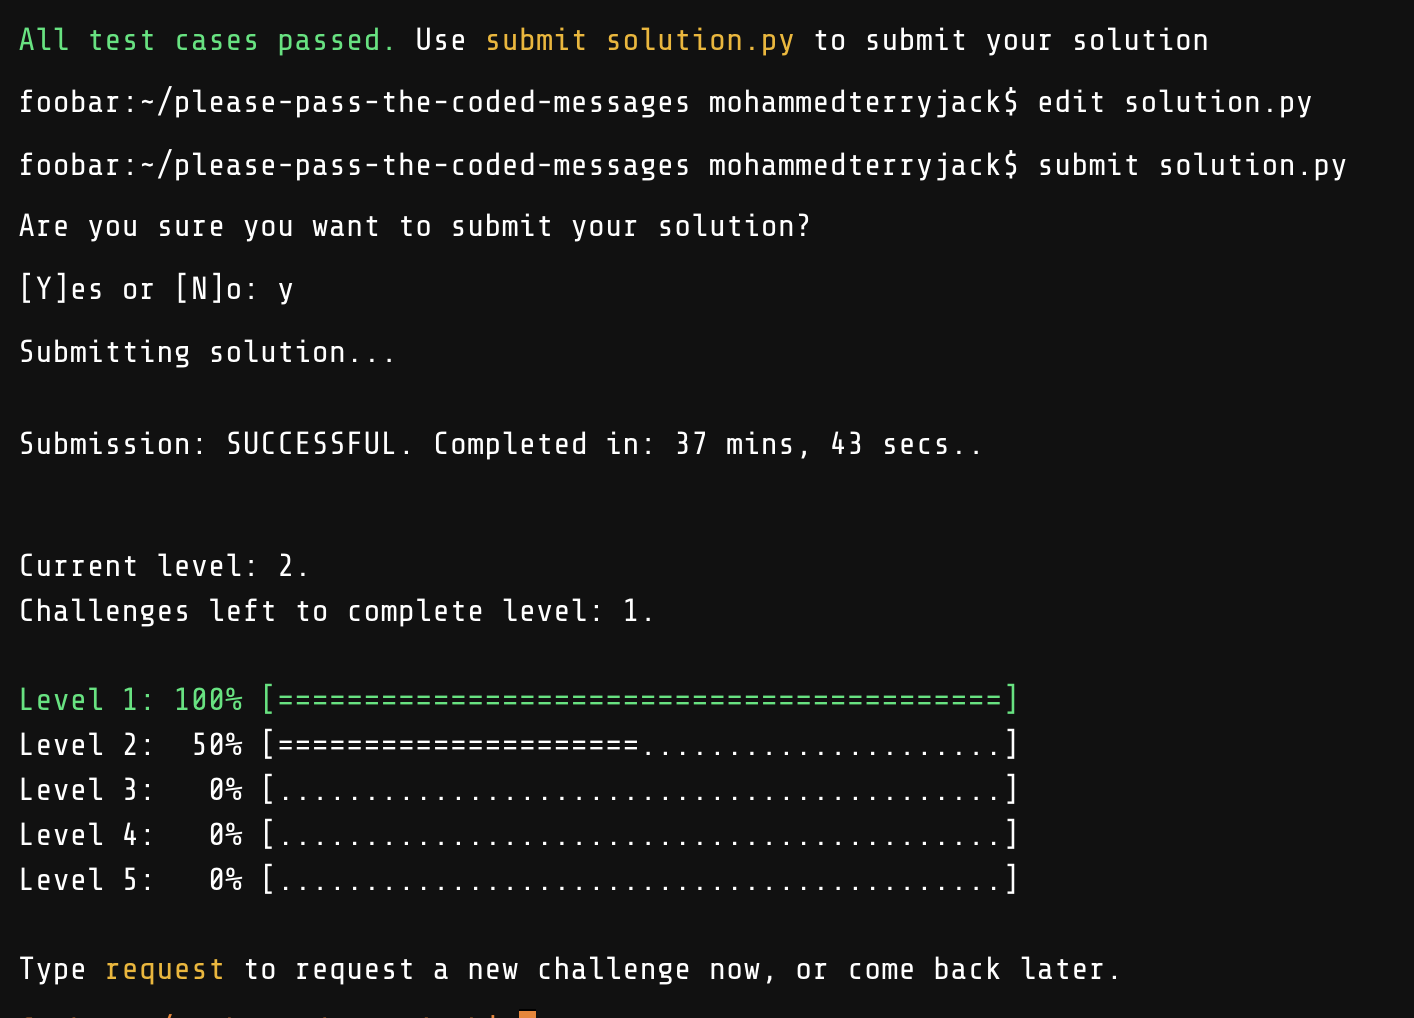 All test cases passed. Use submit solution.py to submit your solution
foobar:~/please-pass-the-coded-messages mohammedterryjack$ edit solution.py
foobar:~/please-pass-the-coded-messages mohammedterryjack$ submit solution.py
Are you sure you want to submit your solution?
[Y]es or [N]o: y
Submitting solution...
Submission: SUCCESSFUL. Completed in: 37 mins, 43 secs..
Current level: 2.
Challenges left to complete level: 1.
Level 1: 100% [==========================================]
Level 2:  50% [=====================.....................]
Level 3:   0% [..........................................]
Level 4:   0% [..........................................]
Level 5:   0% [..........................................]
Type request to request a new challenge now, or come back later.